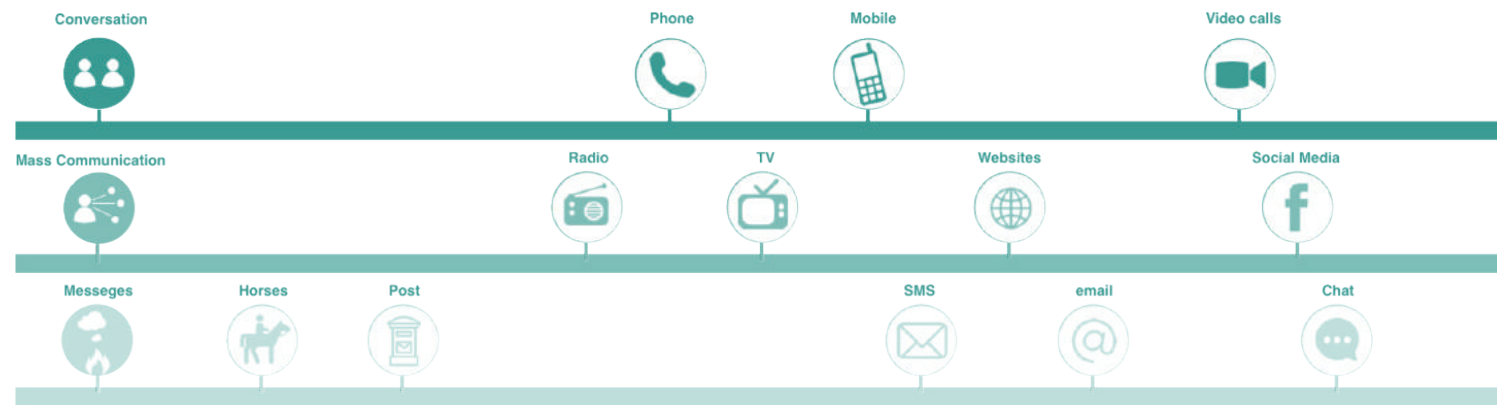 Conversation
Phone
Mobile
Video calls
Mass Communication
Radio
TV
Websites
Social Media
f
Messeges
Horses
Post
SMS
email
Chat
@